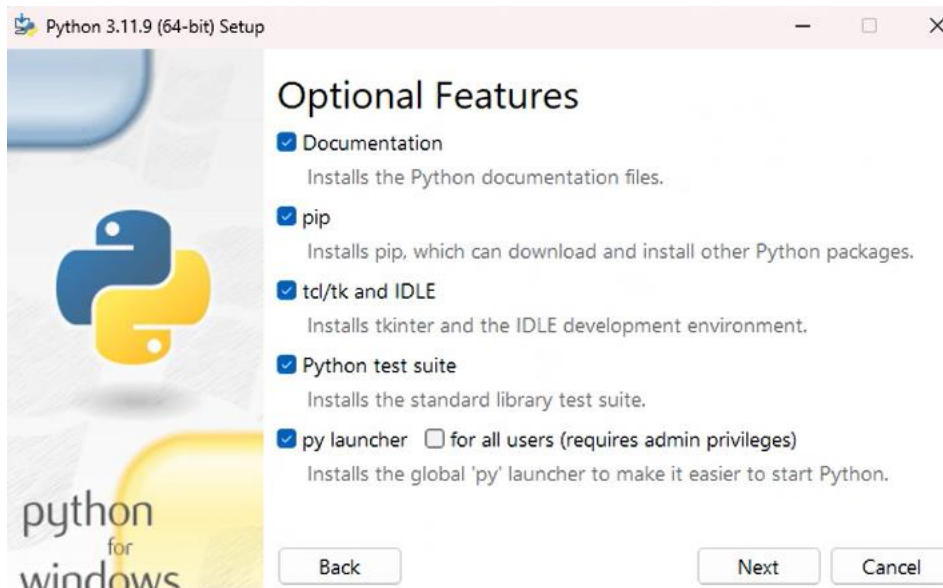 Python 3.11.9 (64-bit) Setup
Optional Features
Documentation
Installs the Python documentation files.
pip
Installs pip, which can download and install other Python packages.
tcl/tk and IDLE
Installs tkinter and the IDLE development environment.
Python test suite
Installs the standard library test suite.
py launcher for all users (requires admin privileges)
Installs the global 'py' launcher to make it easier to start Python.
python
for
windows
Back Next Cancel